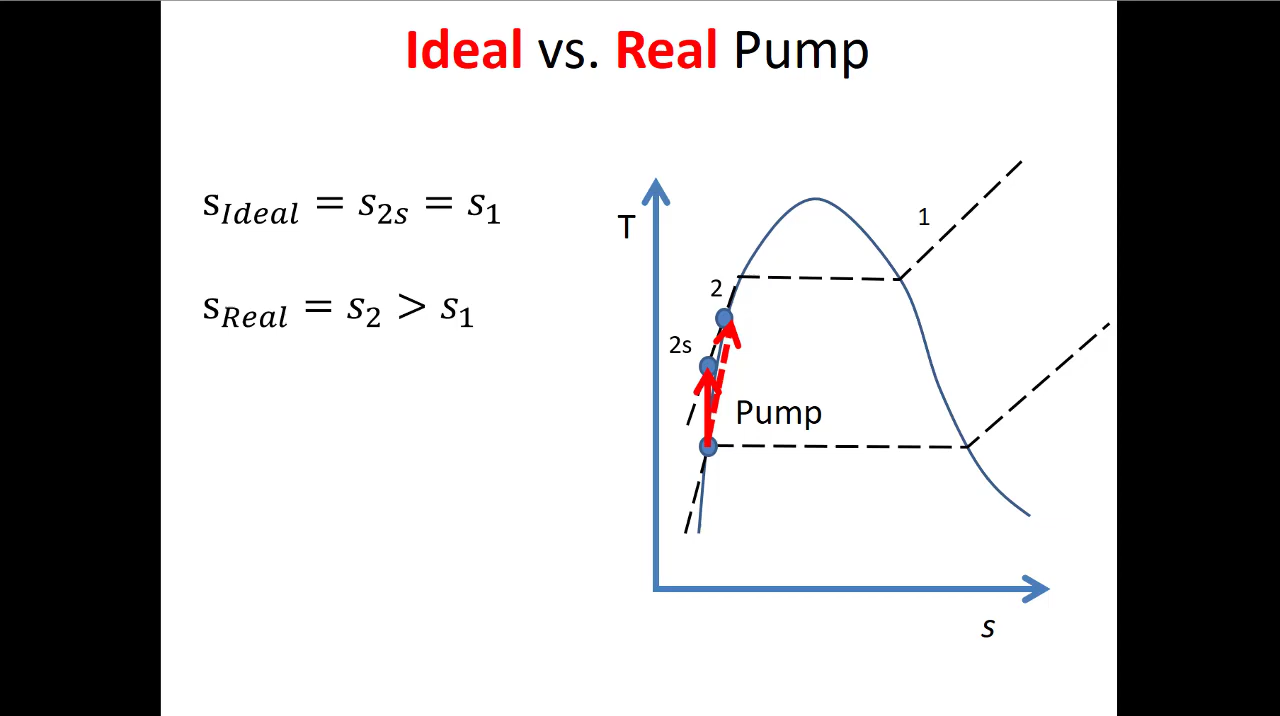 Ideal vs. Real Pump
s_Ideal = s_2s = s_1
s_Real = s_2 > s_1
T
1
2
2s
Pump
s